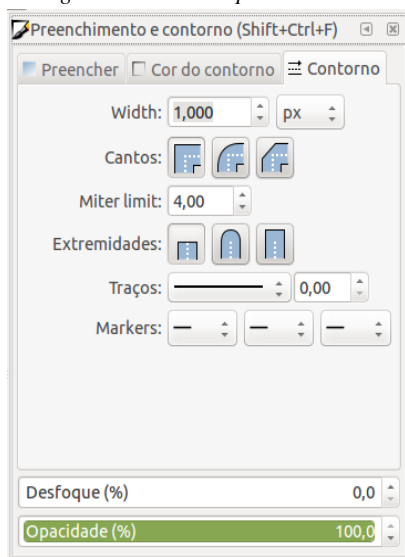 Preenchimento e contorno (Shift+Ctrl+F)
Preencher Cor do contorno Contorno
Width: 1,000 px
Cantos:
Miter limit: 4,00
Extremidades:
Traços: 0,00
Markers:
Desfoque (%) 0,0
Opacidade (%) 100,0